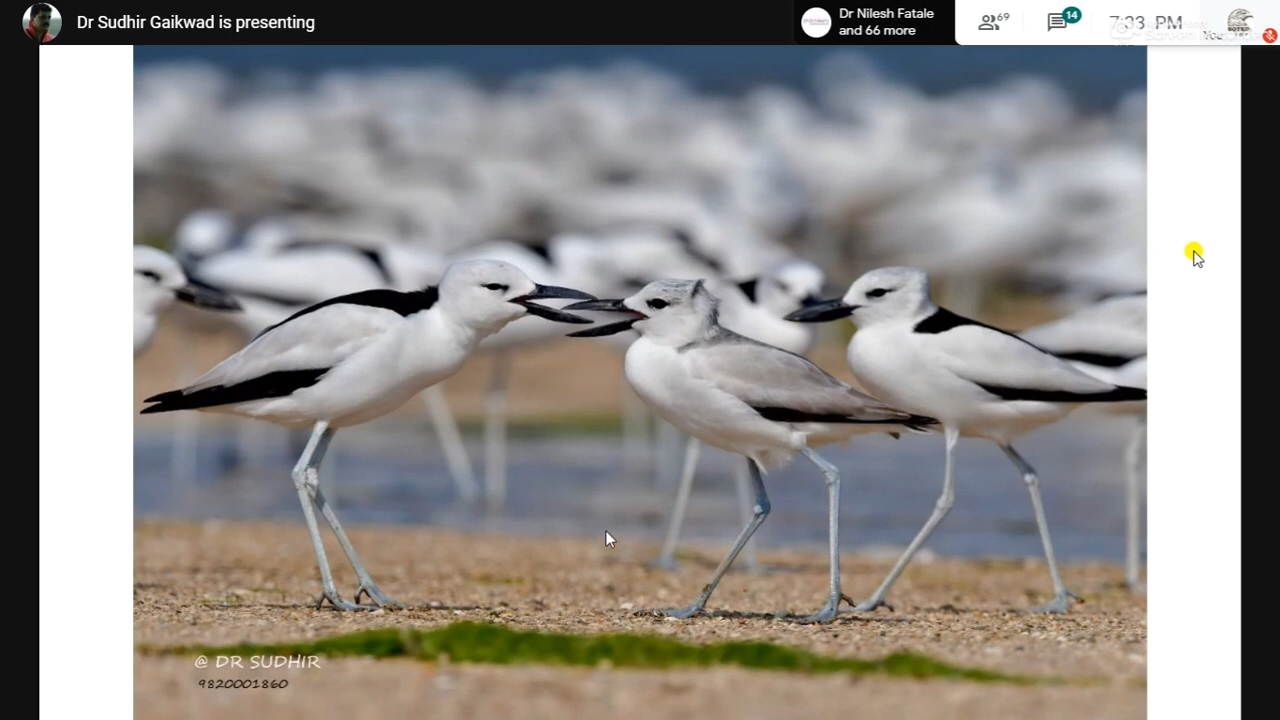 Dr Sudhir Gaikwad is presenting
Dr Nilesh Fatale
and 66 more
69
14
7:33 PM
You
@ DR SUDHIR
9820001860